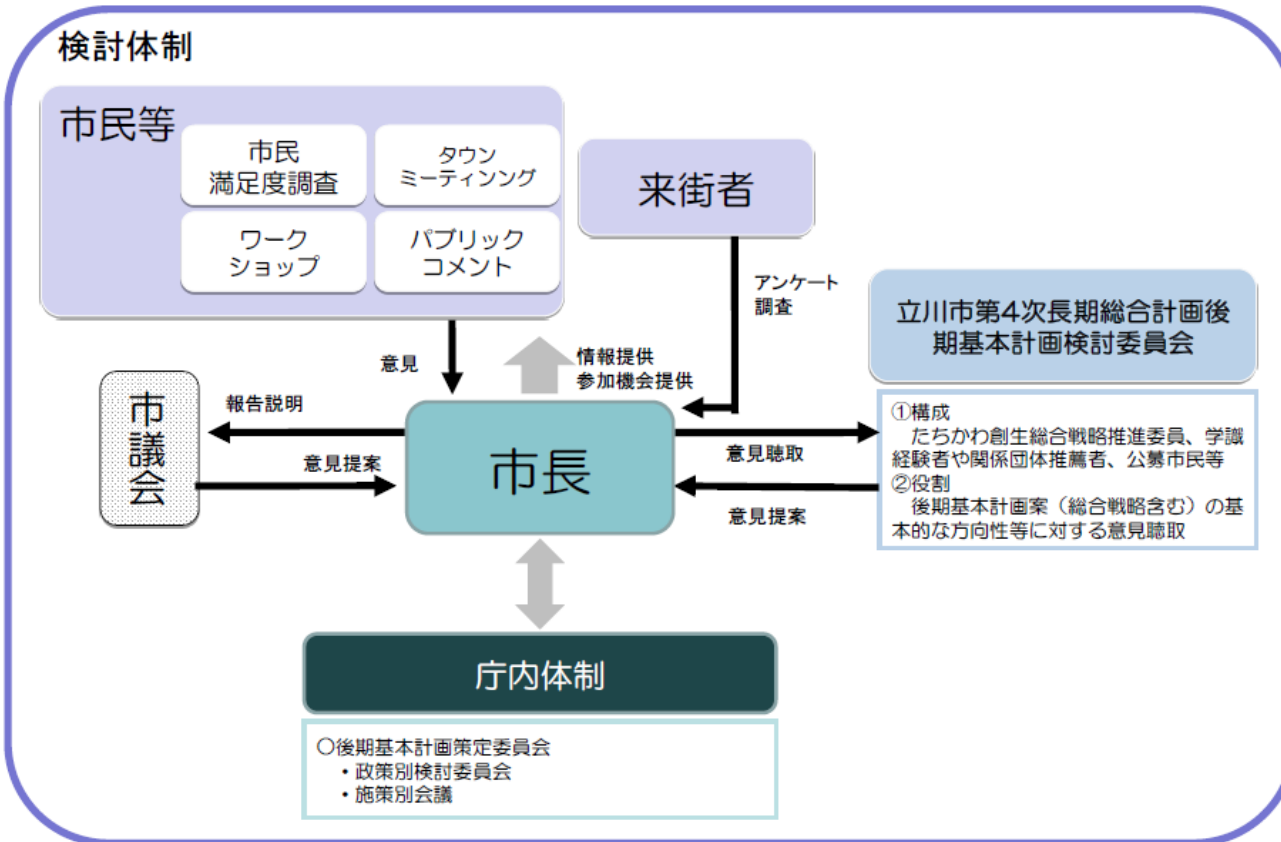 検討体制
市民等
市民
満足度調査
タウン
ミーティンング
ワーク
ショップ
パブリック
コメント
来街者
アンケート
調査
立川市第4次長期総合計画後
期基本計画検討委員会
意見
情報提供
参加機会提供
市議会
報告説明
意見提案
市長
意見聴取
意見提案
①構成
たちかわ創生総合戦略推進委員、学識
経験者や関係団体推薦者、公募市民等
②役割
後期基本計画案（総合戦略含む）の基
本的な方向性等に対する意見聴取
庁内体制
○後期基本計画策定委員会
・政策別検討委員会
・施策別会議